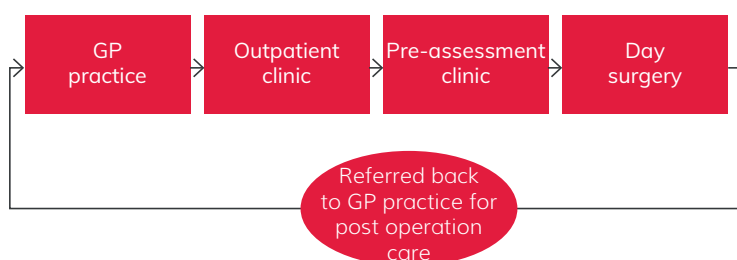 GP
practice
Outpatient
clinic
Pre-assessment
clinic
Day
surgery
Referred back
to GP practice for
post operation
care